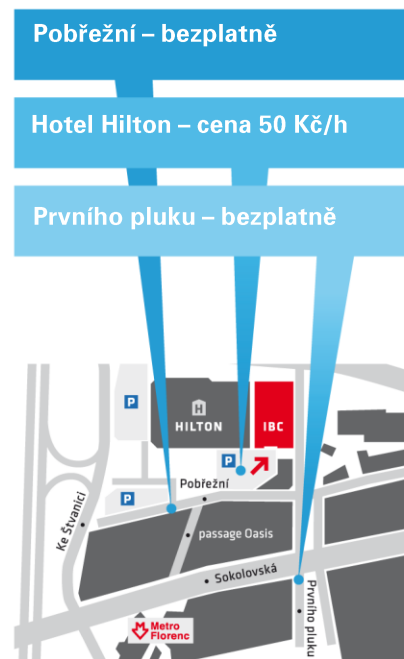 Pobřežní – bezplatně
Hotel Hilton – cena 50 Kč/h
Prvního pluku – bezplatně
P
HILTON
IBC
P
Pobřežní
P
Ke Štvanici
passage Oasis
Sokolovská
Prvního pluku
Metro
Florenc